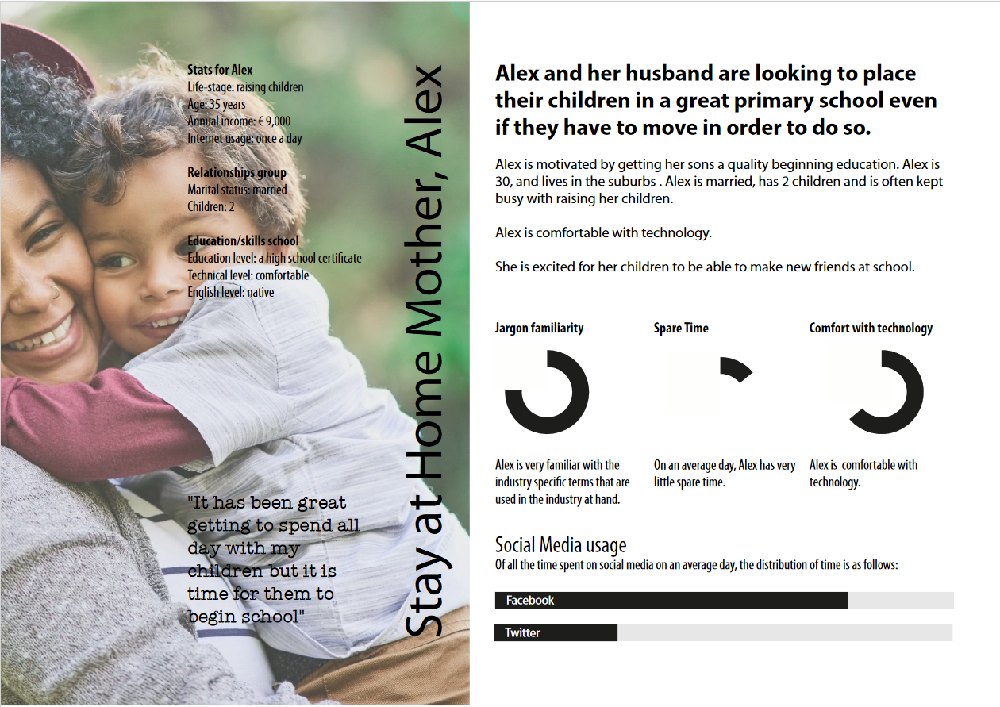 Stats for Alex
Life-stage: raising children
Age: 35 years
Annual income: € 9,000
Internet usage: once a day
Relationships group
Marital status: married
Children: 2
Education/skills school
Education level: a high school certificate
Technical level: comfortable
English level: native
"It has been great
getting to spend all
day with my
children but it is
time for them to
begin school"
Stay at Home Mother, Alex
Alex and her husband are looking to place
their children in a great primary school even
if they have to move in order to do so.
Alex is motivated by getting her sons a quality beginning education. Alex is
30, and lives in the suburbs . Alex is married, has 2 children and is often kept
busy with raising her children.
Alex is comfortable with technology.
She is excited for her children to be able to make new friends at school.
Jargon familiarity
Alex is very familiar with the
industry specific terms that are
used in the industry at hand.
Spare Time
On an average day, Alex has very
little spare time.
Comfort with technology
Alex is  comfortable with
technology.
Social Media usage
Of all the time spent on social media on an average day, the distribution of time is as follows:
Facebook
Twitter